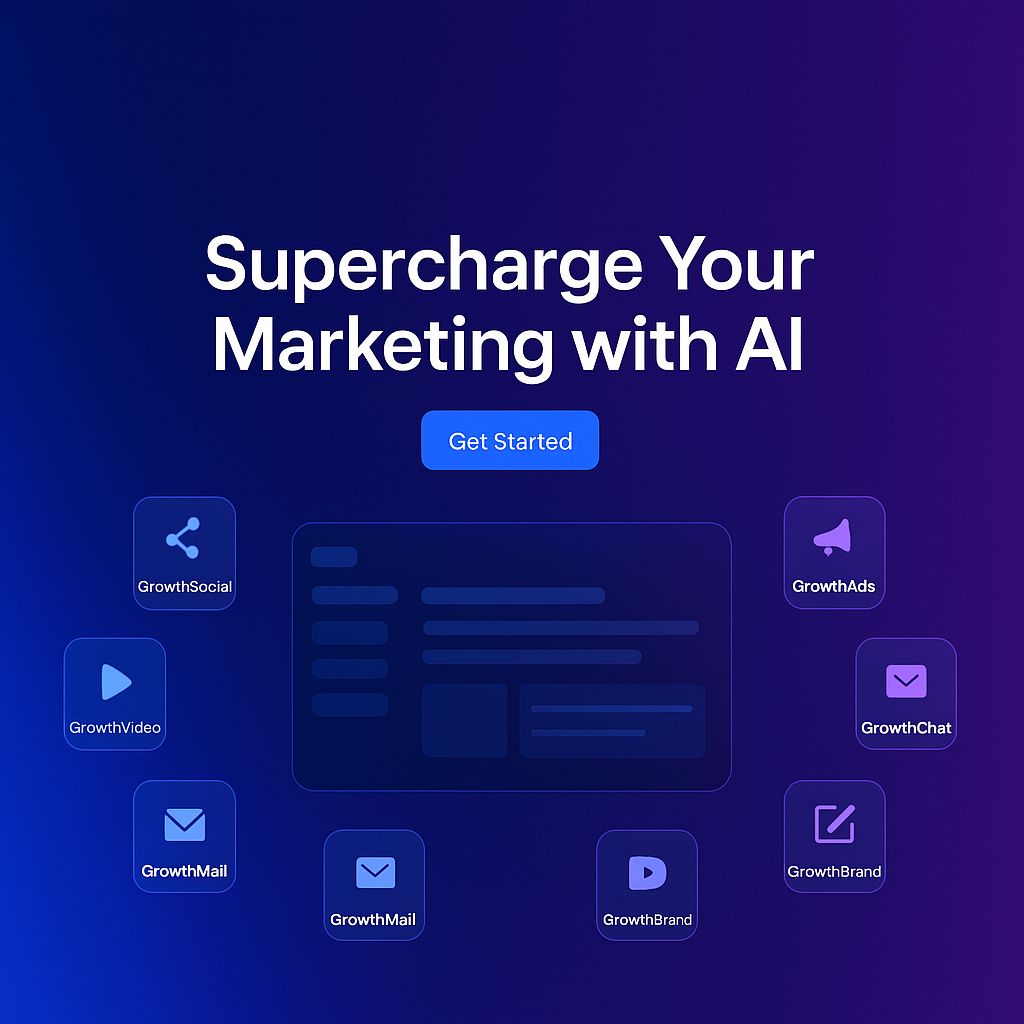 Supercharge Your
Marketing with AI
Get Started
GrowthSocial
GrowthAds
GrowthVideo
GrowthChat
GrowthMail
GrowthBrand
GrowthMail
GrowthBrand